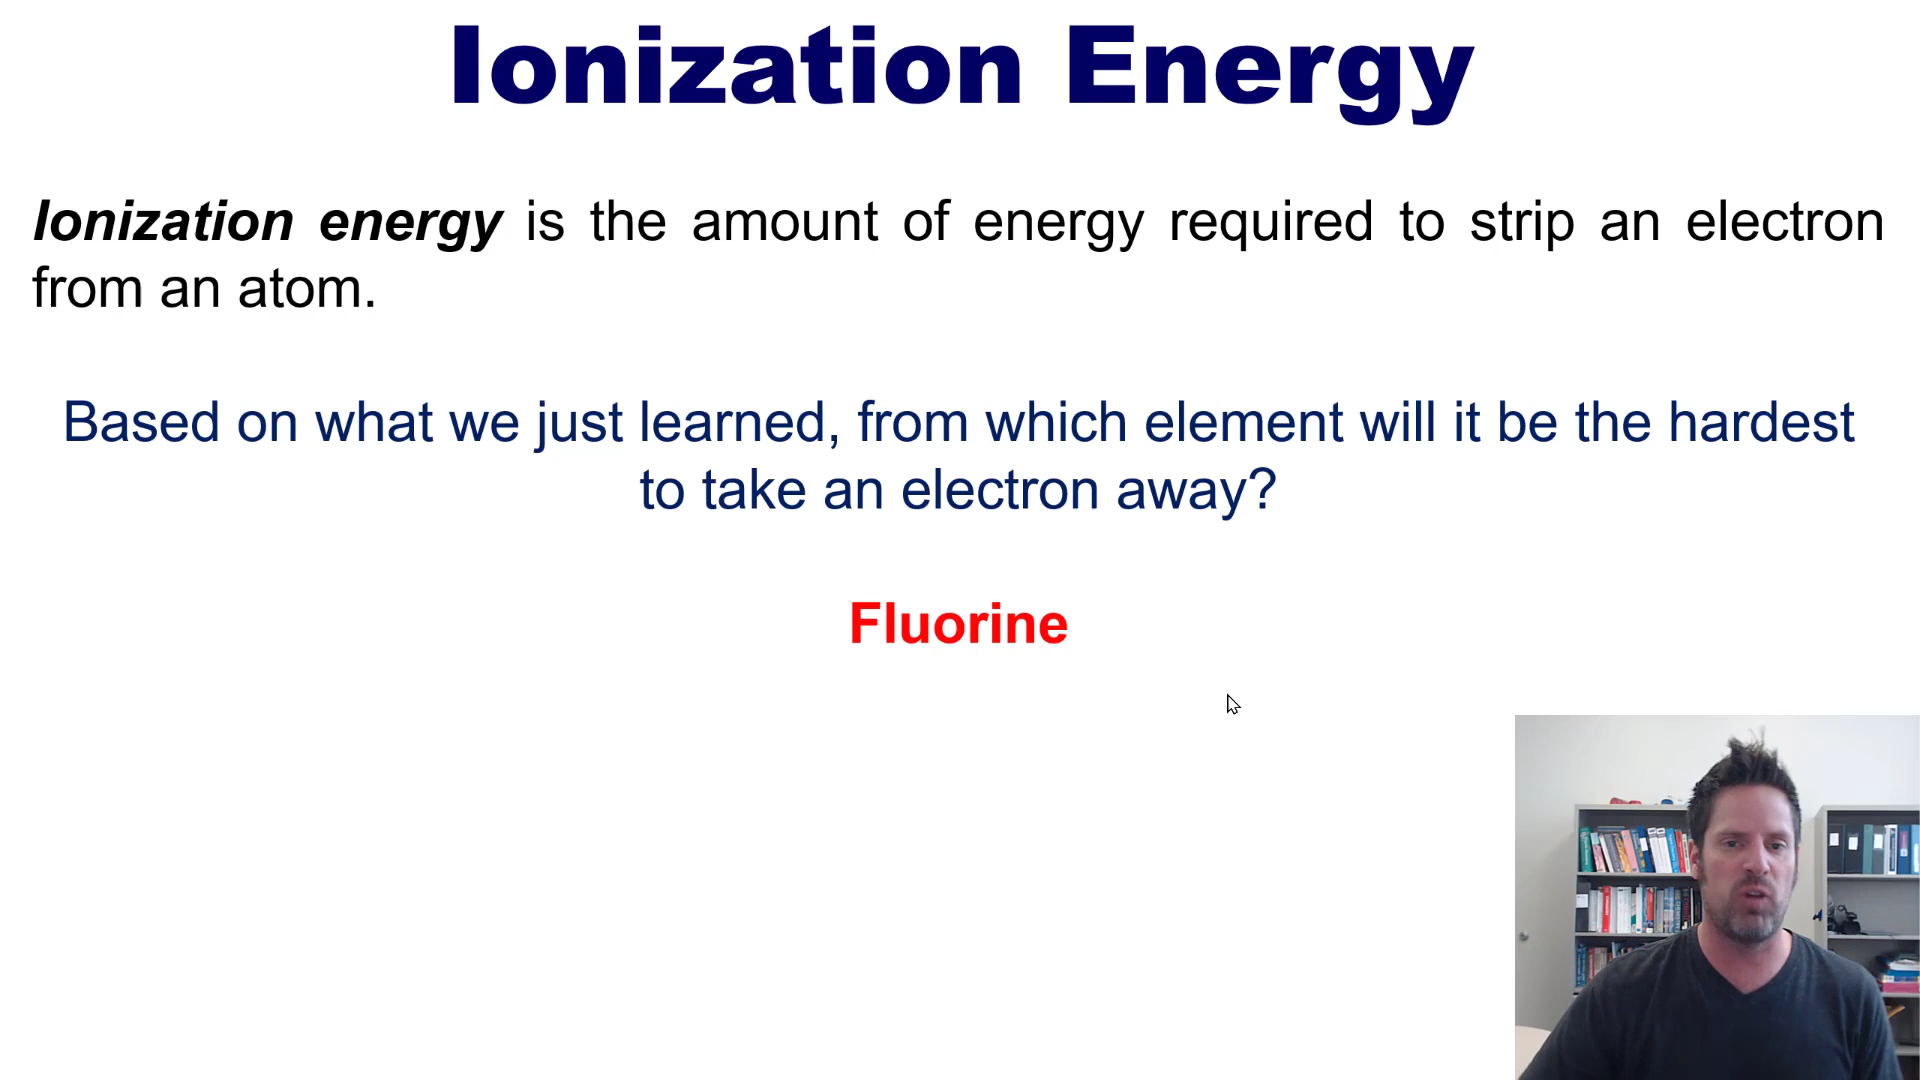 Ionization Energy
Ionization energy is the amount of energy required to strip an electron
from an atom.
Based on what we just learned, from which element will it be the hardest
to take an electron away?
Fluorine